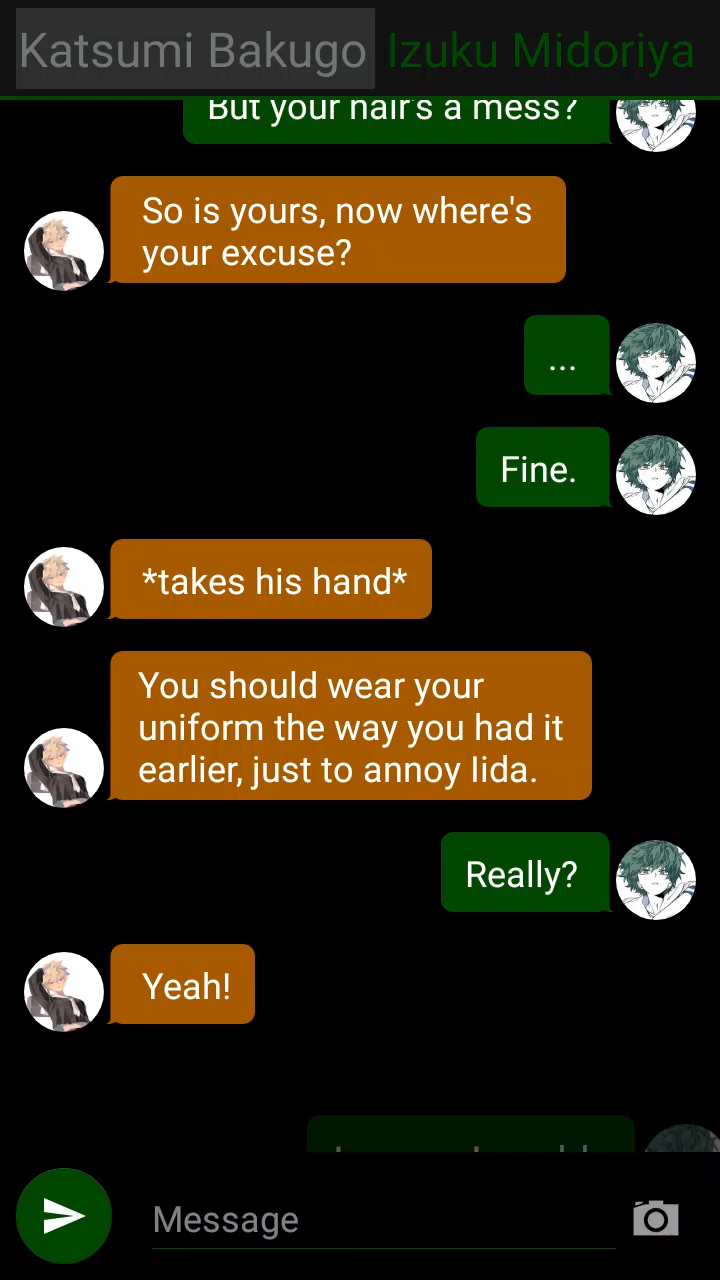 Katsumi Bakugo Izuku Midoriya
But your hair's a mess?
So is yours, now where's
your excuse?
...
Fine.
*takes his hand*
You should wear your
uniform the way you had it
earlier, just to annoy Iida.
Really?
Yeah!
Message